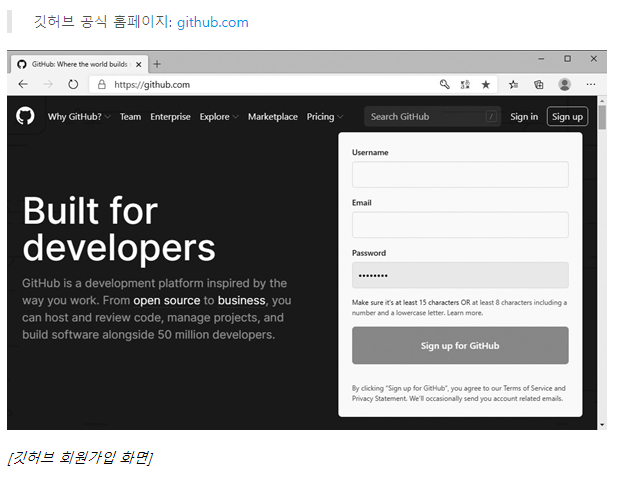 깃허브 공식 홈페이지: github.com
GitHub: Where the world builds
https://github.com
Why GitHub? Team Enterprise Explore Marketplace Pricing Search GitHub / Sign in Sign up
Username
Email
Built for
developers
Password
••••••••
GitHub is a development platform inspired by the
way you work. From open source to business, you
can host and review code, manage projects, and
build software alongside 50 million developers.
Make sure it's at least 15 characters OR at least 8 characters including a
number and a lowercase letter. Learn more.
Sign up for GitHub
By clicking "Sign up for GitHub", you agree to our Terms of Service and
Privacy Statement. We'll occasionally send you account related emails.
[깃허브 회원가입 화면]